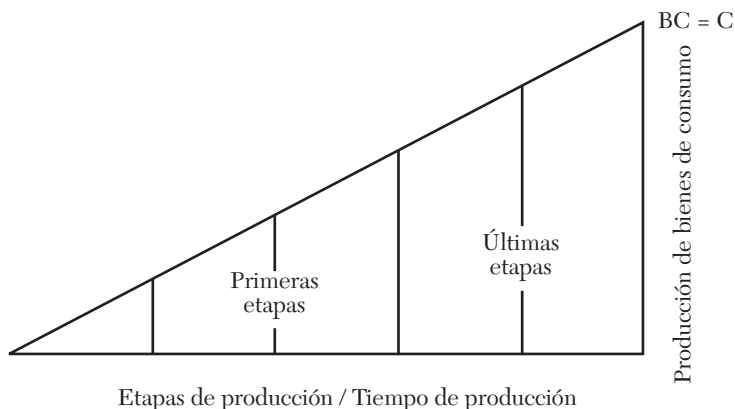 BC = C
Producción de bienes de consumo
Últimas
etapas
Primeras
etapas
Etapas de producción / Tiempo de producción